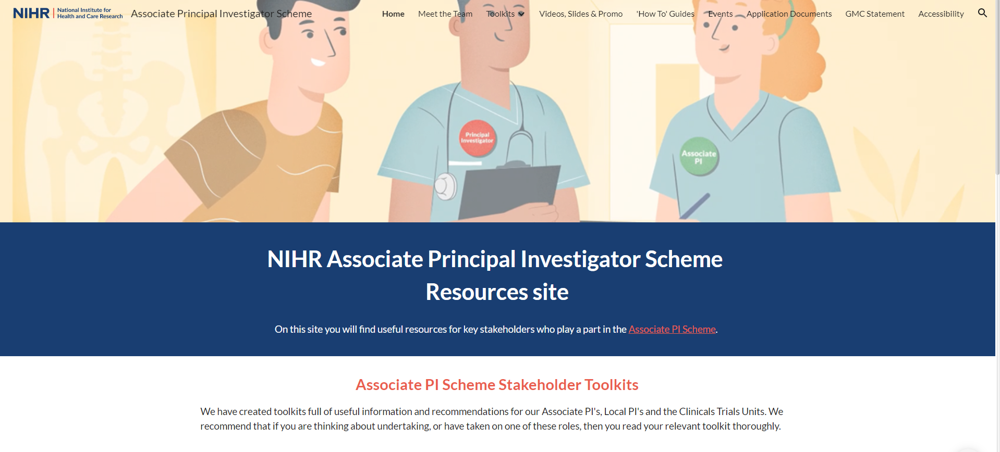 NIHR | National Institute for
Health and Care Research
Associate Principal Investigator Scheme
Home
Meet the Team
Toolkits
Videos, Slides & Promo
'How To' Guides
Events
Application Documents
GMC Statement
Accessibility
Principal
Investigator
Associate
PI
NIHR Associate Principal Investigator Scheme
Resources site
On this site you will find useful resources for key stakeholders who play a part in the Associate PI Scheme.
Associate PI Scheme Stakeholder Toolkits
We have created toolkits full of useful information and recommendations for our Associate PI's, Local PI's and the Clinicals Trials Units. We
recommend that if you are thinking about undertaking, or have taken on one of these roles, then you read your relevant toolkit thoroughly.